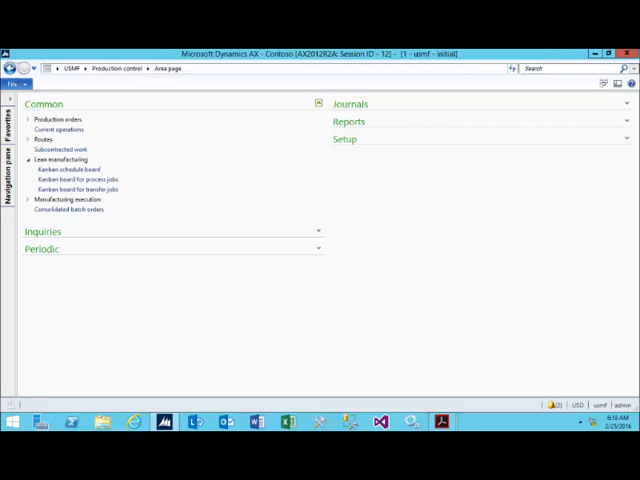 Microsoft Dynamics AX - Contoso [AX2012R2A: Session ID - 12] - [1 - usmf - initial]
USMF Production control Area page
Search
File
Common
Production orders
Current operations
Routes
Subcontracted work
Lean manufacturing
Kanban schedule board
Kanban board for process jobs
Kanban board for transfer jobs
Manufacturing execution
Consolidated batch orders
Inquiries
Periodic
Journals
Reports
Setup
Favorites
Navigation pane
(2) USD usmf admin
6:18 AM
2/25/2016